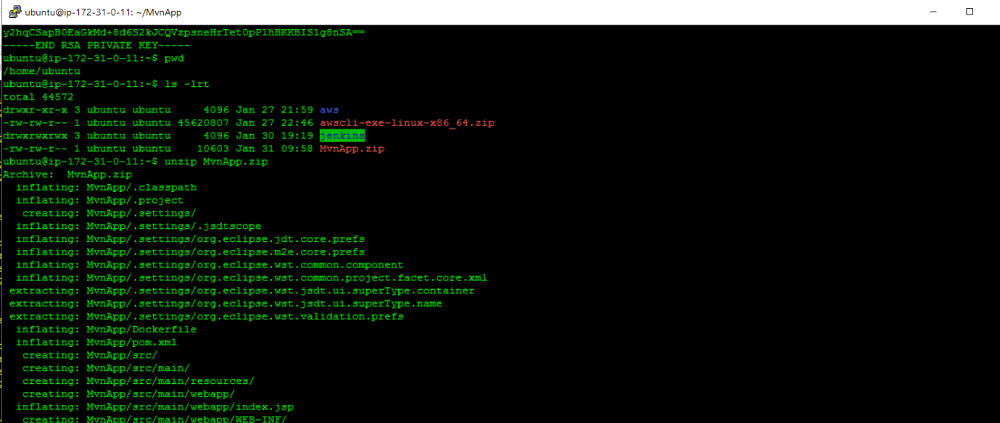 ubuntu@ip-172-31-0-11: ~/MvnApp
y2hqCSapB0EaGkMd+8d6S2kJCQVzpsneHrTet0pP1hBKKBIS1g8nSA==
-----END RSA PRIVATE KEY-----
ubuntu@ip-172-31-0-11:~$ pwd
/home/ubuntu
ubuntu@ip-172-31-0-11:~$ ls -lrt
total 44572
drwxr-xr-x 3 ubuntu ubuntu     4096 Jan 27 21:59 aws
-rw-rw-r-- 1 ubuntu ubuntu 45620807 Jan 27 22:46 awscli-exe-linux-x86_64.zip
drwxrwxrwx 3 ubuntu ubuntu     4096 Jan 30 19:19 jenkins
-rw-rw-r-- 1 ubuntu ubuntu    10603 Jan 31 09:58 MvnApp.zip
ubuntu@ip-172-31-0-11:~$ unzip MvnApp.zip
Archive:  MvnApp.zip
  inflating: MvnApp/.classpath
  inflating: MvnApp/.project
   creating: MvnApp/.settings/
  inflating: MvnApp/.settings/.jsdtscope
  inflating: MvnApp/.settings/org.eclipse.jdt.core.prefs
  inflating: MvnApp/.settings/org.eclipse.m2e.core.prefs
  inflating: MvnApp/.settings/org.eclipse.wst.common.component
  inflating: MvnApp/.settings/org.eclipse.wst.common.project.facet.core.xml
 extracting: MvnApp/.settings/org.eclipse.wst.jsdt.ui.superType.container
 extracting: MvnApp/.settings/org.eclipse.wst.jsdt.ui.superType.name
 extracting: MvnApp/.settings/org.eclipse.wst.validation.prefs
  inflating: MvnApp/Dockerfile
  inflating: MvnApp/pom.xml
   creating: MvnApp/src/
   creating: MvnApp/src/main/
   creating: MvnApp/src/main/resources/
   creating: MvnApp/src/main/webapp/
  inflating: MvnApp/src/main/webapp/index.jsp
   creating: MvnApp/src/main/webapp/WEB-INF/